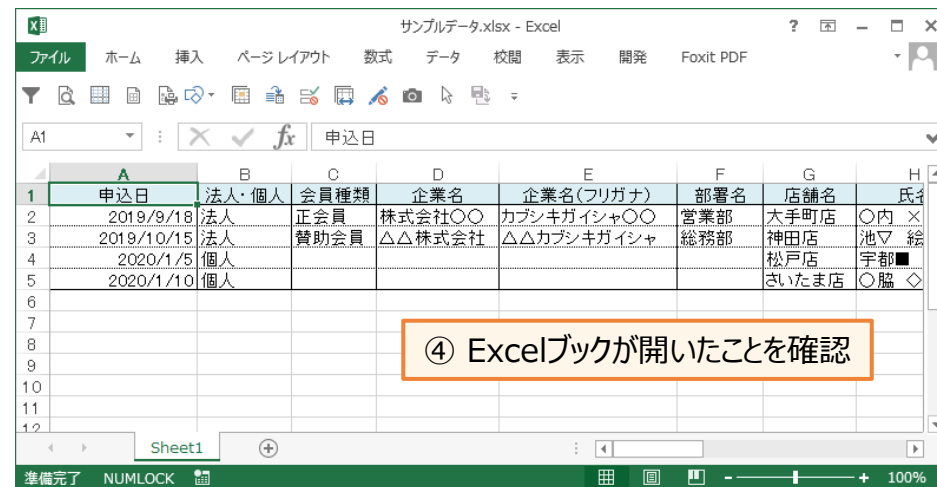 サンプルデータ.xlsx - Excel
ファイル ホーム 挿入 ページ レイアウト 数式 データ 校閲 表示 開発 Foxit PDF
A1 fx 申込日
A B C D E F G H
1 申込日 法人・個人 会員種類 企業名 企業名(フリガナ) 部署名 店舗名 氏名
2 2019/9/18 法人 正会員 株式会社〇〇 カブシキガイシャ〇〇 営業部 大手町店 〇内 ×
3 2019/10/15 法人 賛助会員 △△株式会社 △△カブシキガイシャ 総務部 神田店 池▽ 絵
4 2020/1/5 個人 松戸店 宇都■
5 2020/1/10 個人 さいたま店 〇脇 ◇
6
7
8
④ Excelブックが開いたことを確認
9
10
11
12
Sheet1
準備完了 NUMLOCK 100%